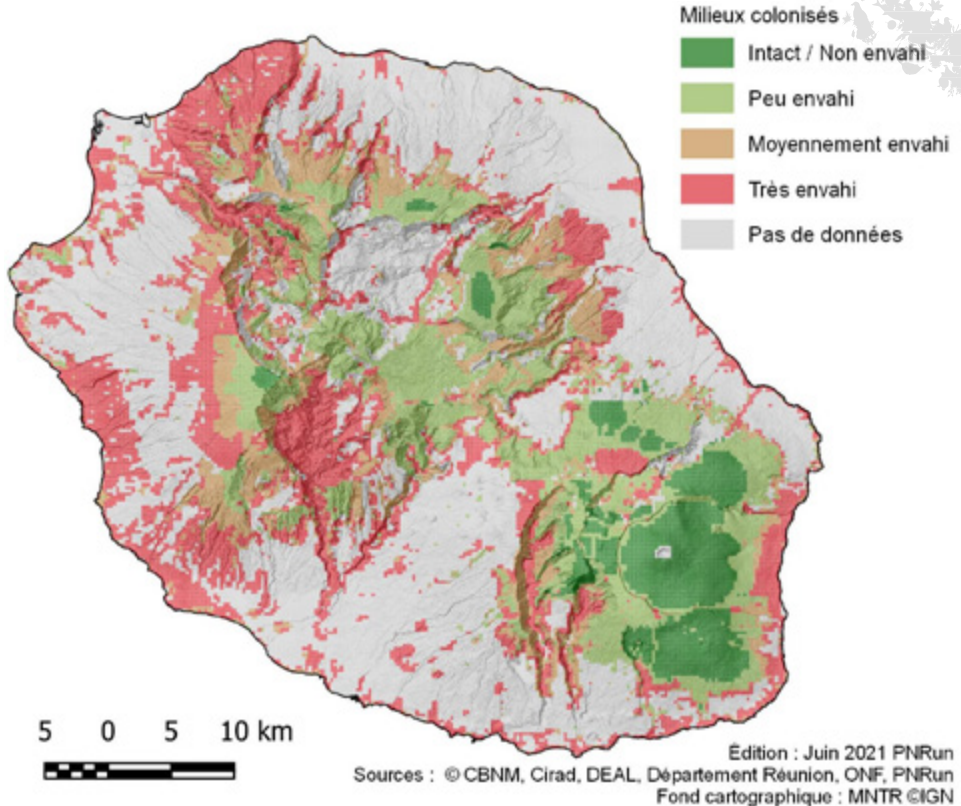 Milieux colonisés
Intact / Non envahi
Peu envahi
Moyennement envahi
Très envahi
Pas de données
5 0 5 10 km
Édition : Juin 2021 PNRun
Sources : © CBNM, Cirad, DEAL, Département Réunion, ONF, PNRun
Fond cartographique : MNTR ©IGN